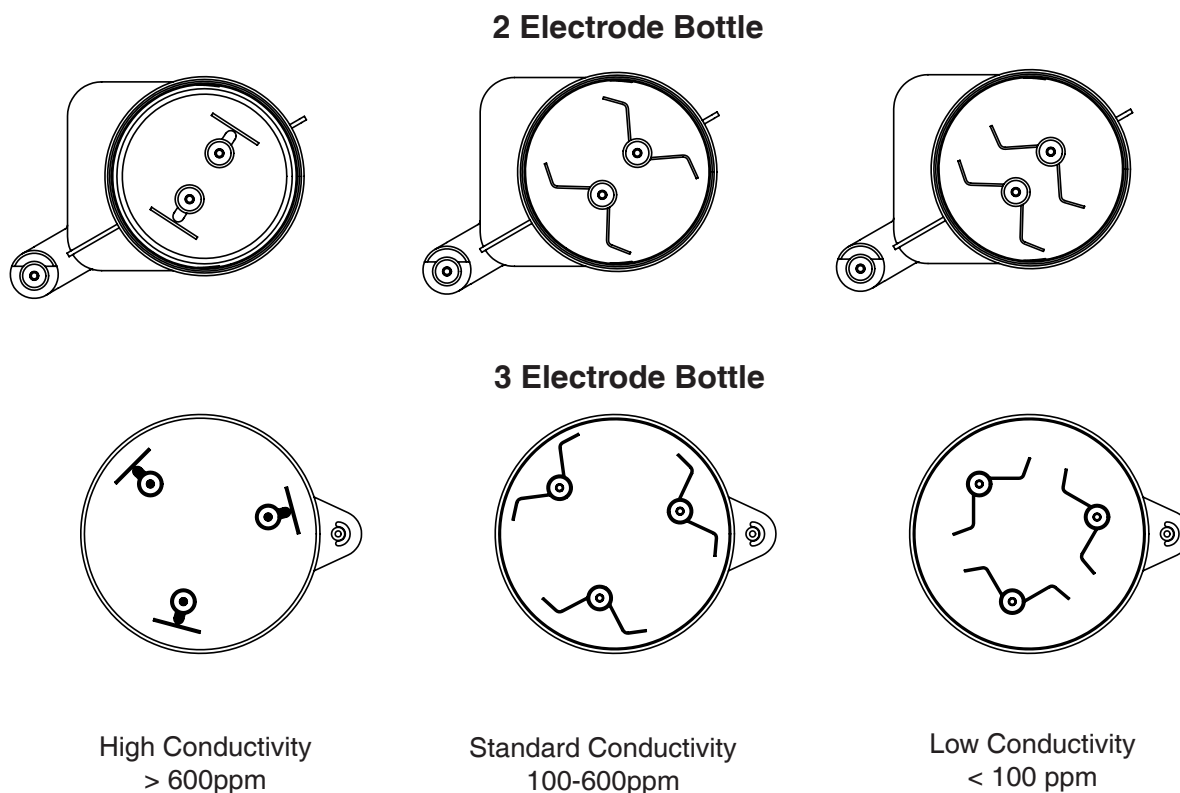 2 Electrode Bottle
3 Electrode Bottle
High Conductivity
> 600ppm
Standard Conductivity
100-600ppm
Low Conductivity
< 100 ppm